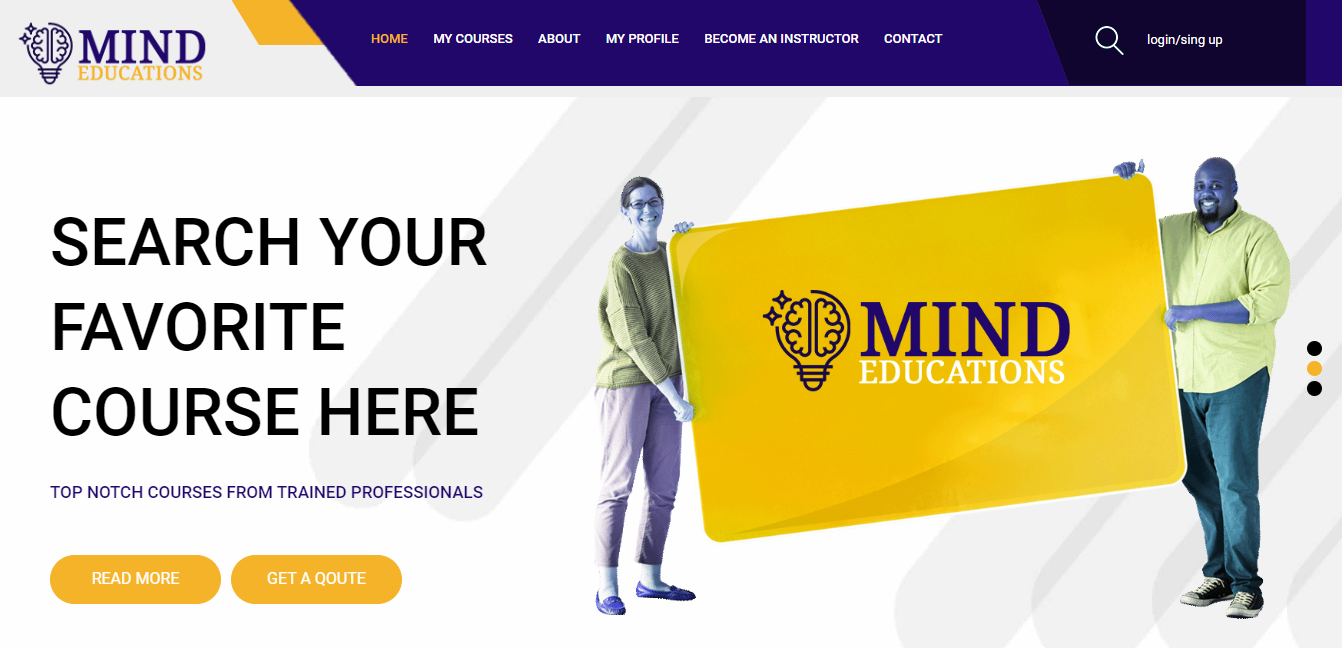 MIND
EDUCATIONS
HOME MY COURSES ABOUT MY PROFILE BECOME AN INSTRUCTOR CONTACT
login/sing up
SEARCH YOUR
FAVORITE
COURSE HERE
TOP NOTCH COURSES FROM TRAINED PROFESSIONALS
READ MORE GET A QOUTE
MIND
EDUCATIONS